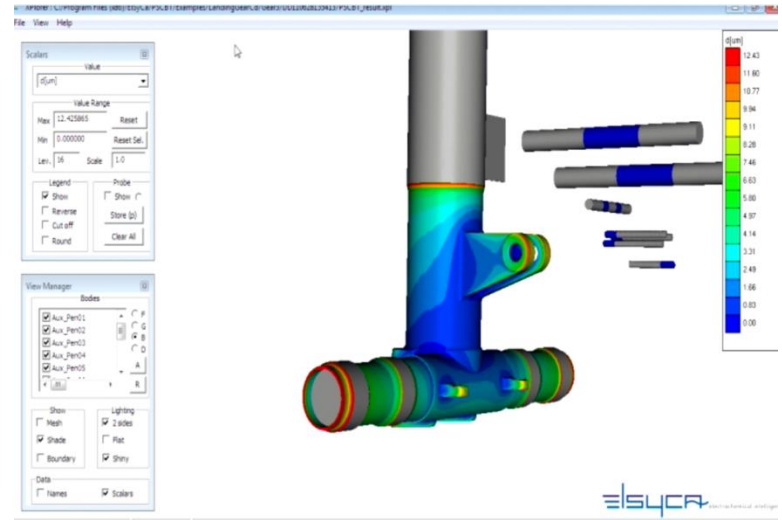 File View Help
Scalars
Value
d[um]
Value Range
Max 12.425865 Reset
Min 0.000000 Reset Sel.
Lev. 16 Scale 1.0
Legend Probe
Show Show
Reverse Store (p)
Cut off
Round Clear All
d[um]
12.43
11.60
10.77
9.94
9.11
8.28
7.46
6.63
5.80
4.97
4.14
3.31
2.49
1.66
0.83
0.00
View Manager
Bodies
Aux_Pen01 F
Aux_Pen02 G
Aux_Pen03 B
Aux_Pen04 D
Aux_Pen05 A
R
Show Lighting
Mesh 2 sides
Shade Flat
Boundary Shiny
Data
Names Scalars
elsyca